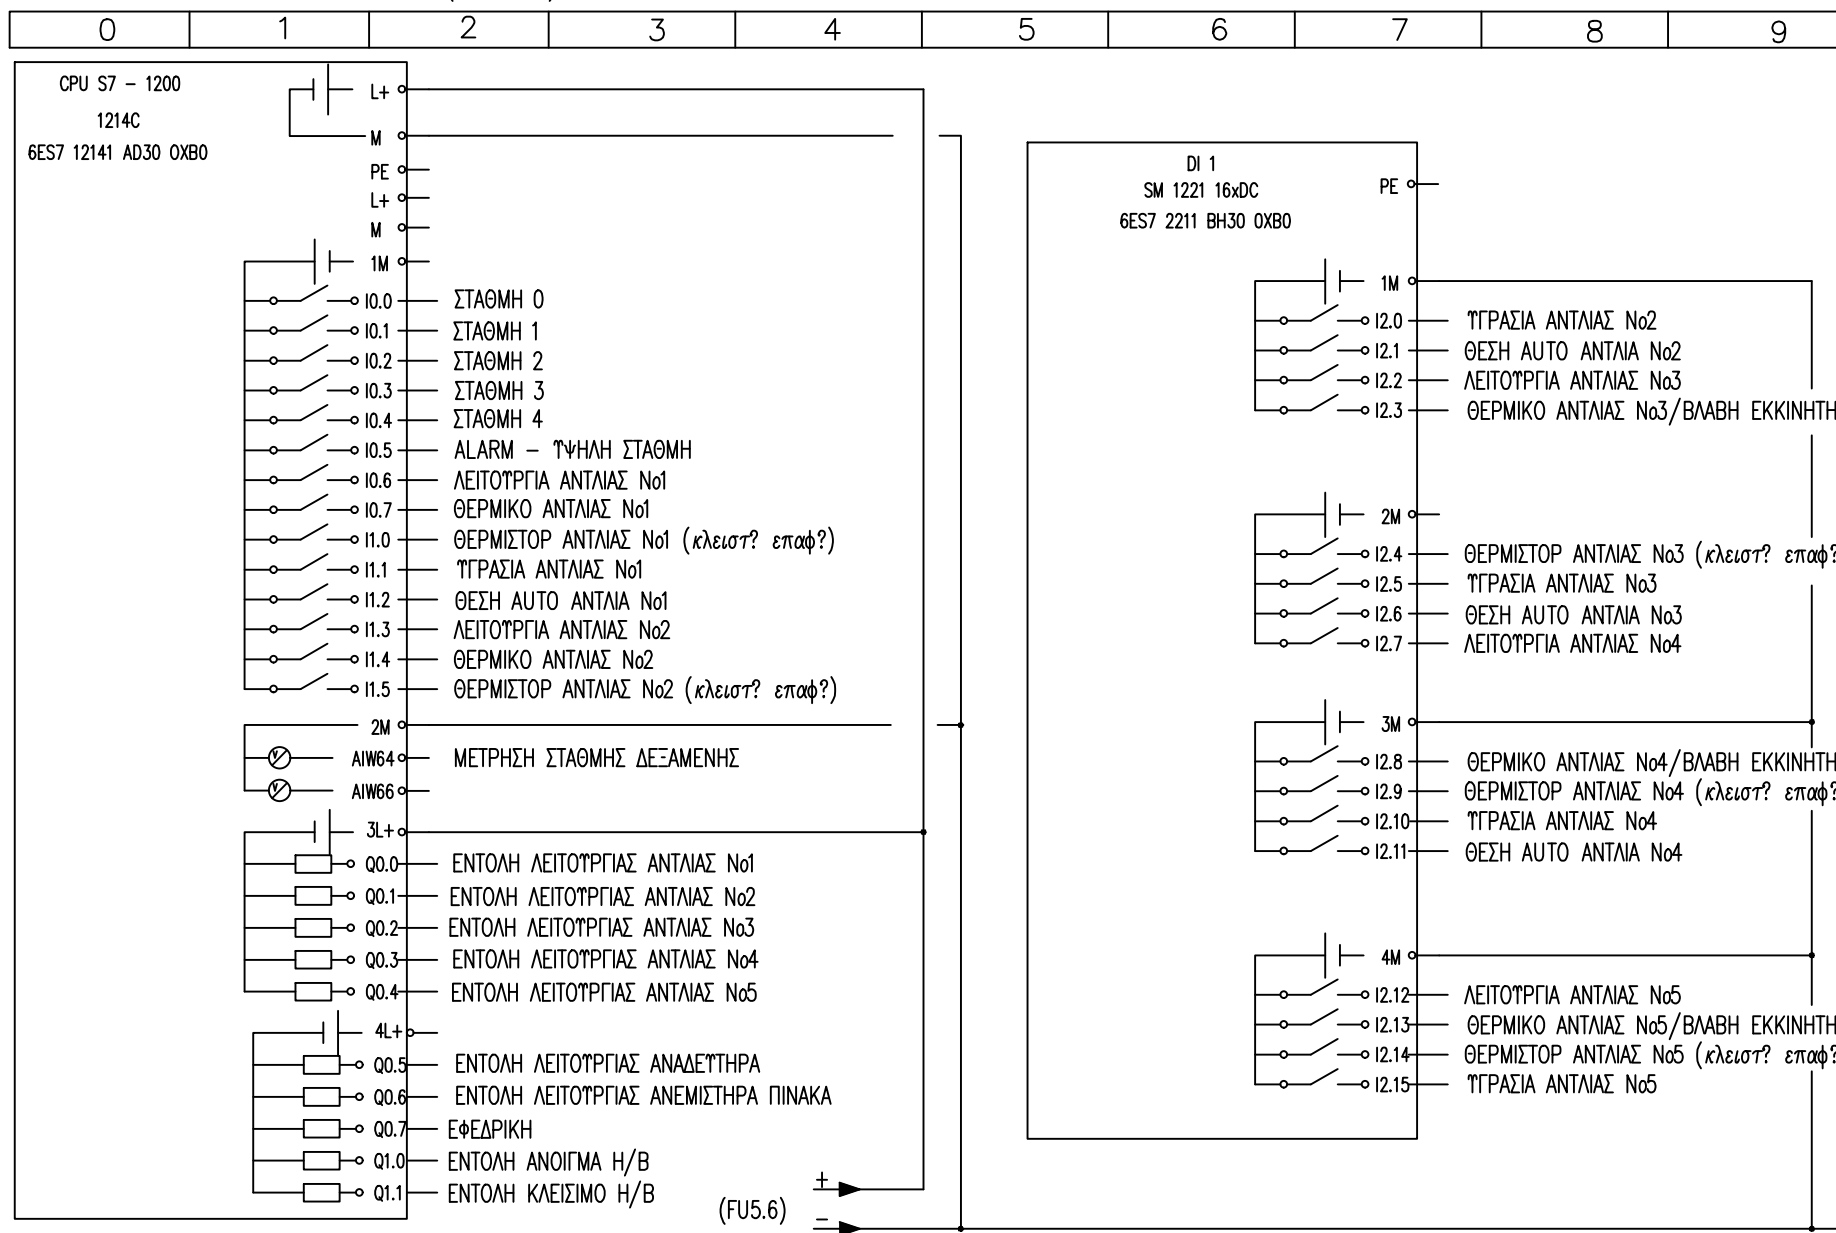 0 1 2 3 4 5 6 7 8 9
CPU S7 – 1200
1214C
6ES7 12141 AD30 0XB0
L+
M
PE
L+
M
1M
I0.0 ΣΤΑΘΜΗ 0
I0.1 ΣΤΑΘΜΗ 1
I0.2 ΣΤΑΘΜΗ 2
I0.3 ΣΤΑΘΜΗ 3
I0.4 ΣΤΑΘΜΗ 4
I0.5 ALARM – ΥΨΗΛΗ ΣΤΑΘΜΗ
I0.6 ΛΕΙΤΟΥΡΓΙΑ ΑΝΤΛΙΑΣ No1
I0.7 ΘΕΡΜΙΚΟ ΑΝΤΛΙΑΣ No1
I1.0 ΘΕΡΜΙΣΤΟΡ ΑΝΤΛΙΑΣ No1 (κλειστ? επαφ?)
I1.1 ΥΓΡΑΣΙΑ ΑΝΤΛΙΑΣ No1
I1.2 ΘΕΣΗ AUTO ΑΝΤΛΙΑ No1
I1.3 ΛΕΙΤΟΥΡΓΙΑ ΑΝΤΛΙΑΣ No2
I1.4 ΘΕΡΜΙΚΟ ΑΝΤΛΙΑΣ No2
I1.5 ΘΕΡΜΙΣΤΟΡ ΑΝΤΛΙΑΣ No2 (κλειστ? επαφ?)
2M
AIW64 ΜΕΤΡΗΣΗ ΣΤΑΘΜΗΣ ΔΕΞΑΜΕΝΗΣ
AIW66
3L+
Q0.0 ΕΝΤΟΛΗ ΛΕΙΤΟΥΡΓΙΑΣ ΑΝΤΛΙΑΣ No1
Q0.1 ΕΝΤΟΛΗ ΛΕΙΤΟΥΡΓΙΑΣ ΑΝΤΛΙΑΣ No2
Q0.2 ΕΝΤΟΛΗ ΛΕΙΤΟΥΡΓΙΑΣ ΑΝΤΛΙΑΣ No3
Q0.3 ΕΝΤΟΛΗ ΛΕΙΤΟΥΡΓΙΑΣ ΑΝΤΛΙΑΣ No4
Q0.4 ΕΝΤΟΛΗ ΛΕΙΤΟΥΡΓΙΑΣ ΑΝΤΛΙΑΣ No5
4L+
Q0.5 ΕΝΤΟΛΗ ΛΕΙΤΟΥΡΓΙΑΣ ΑΝΑΔΕΥΤΗΡΑ
Q0.6 ΕΝΤΟΛΗ ΛΕΙΤΟΥΡΓΙΑΣ ΑΝΕΜΙΣΤΗΡΑ ΠΙΝΑΚΑ
Q0.7 ΕΦΕΔΡΙΚΗ
Q1.0 ΕΝΤΟΛΗ ΑΝΟΙΓΜΑ Η/Β
Q1.1 ΕΝΤΟΛΗ ΚΛΕΙΣΙΜΟ Η/Β
(FU5.6)
+
–
DI 1
SM 1221 16xDC
6ES7 2211 BH30 0XB0
PE
1M
I2.0 ΥΓΡΑΣΙΑ ΑΝΤΛΙΑΣ No2
I2.1 ΘΕΣΗ AUTO ΑΝΤΛΙΑ No2
I2.2 ΛΕΙΤΟΥΡΓΙΑ ΑΝΤΛΙΑΣ No3
I2.3 ΘΕΡΜΙΚΟ ΑΝΤΛΙΑΣ No3/ΒΛΑΒΗ ΕΚΚΙΝΗΤΗ
2M
I2.4 ΘΕΡΜΙΣΤΟΡ ΑΝΤΛΙΑΣ No3 (κλειστ? επαφ?
I2.5 ΥΓΡΑΣΙΑ ΑΝΤΛΙΑΣ No3
I2.6 ΘΕΣΗ AUTO ΑΝΤΛΙΑ No3
I2.7 ΛΕΙΤΟΥΡΓΙΑ ΑΝΤΛΙΑΣ No4
3M
I2.8 ΘΕΡΜΙΚΟ ΑΝΤΛΙΑΣ No4/ΒΛΑΒΗ ΕΚΚΙΝΗΤΗ
I2.9 ΘΕΡΜΙΣΤΟΡ ΑΝΤΛΙΑΣ No4 (κλειστ? επαφ?
I2.10 ΥΓΡΑΣΙΑ ΑΝΤΛΙΑΣ No4
I2.11 ΘΕΣΗ AUTO ΑΝΤΛΙΑ No4
4M
I2.12 ΛΕΙΤΟΥΡΓΙΑ ΑΝΤΛΙΑΣ No5
I2.13 ΘΕΡΜΙΚΟ ΑΝΤΛΙΑΣ No5/ΒΛΑΒΗ ΕΚΚΙΝΗΤΗ
I2.14 ΘΕΡΜΙΣΤΟΡ ΑΝΤΛΙΑΣ No5 (κλειστ? επαφ?
I2.15 ΥΓΡΑΣΙΑ ΑΝΤΛΙΑΣ No5